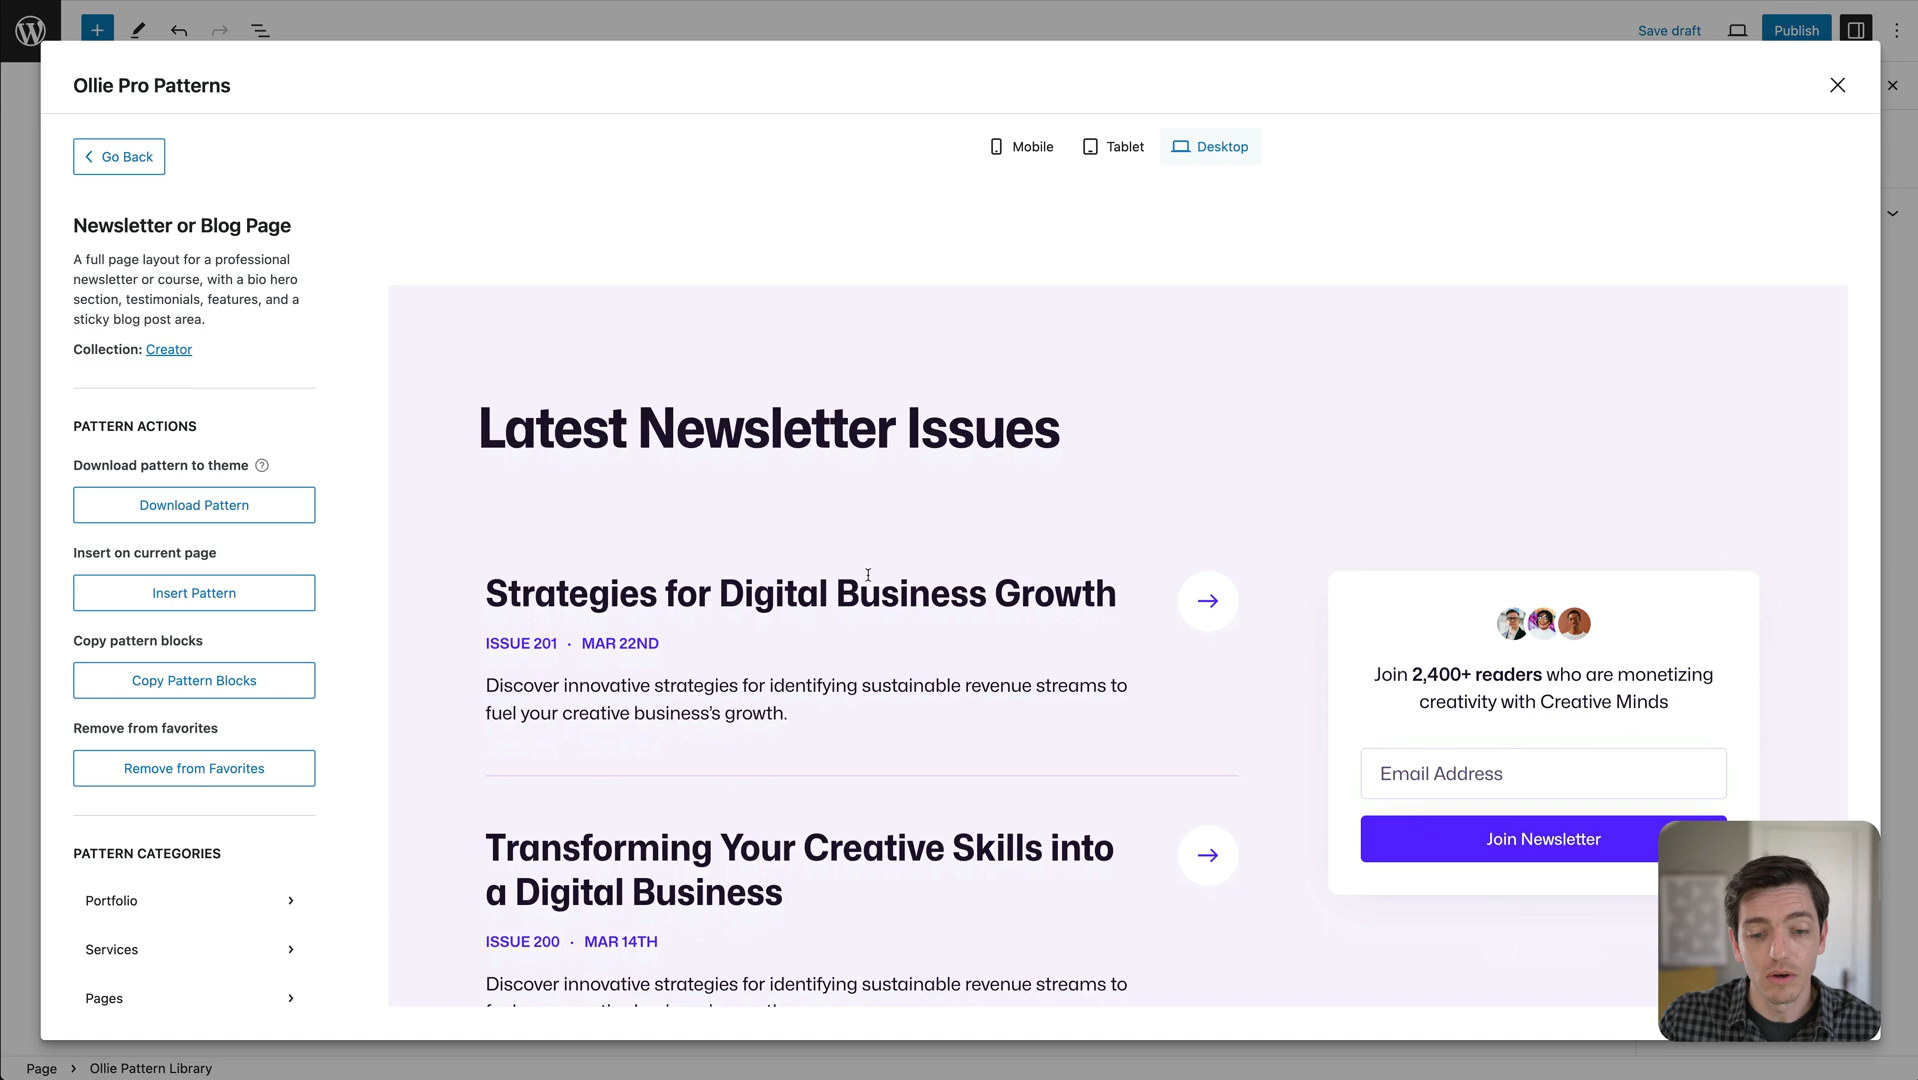 Save draft
Publish
Ollie Pro Patterns
Go Back
Mobile
Tablet
Desktop
Newsletter or Blog Page
A full page layout for a professional
newsletter or course, with a bio hero
section, testimonials, features, and a
sticky blog post area.
Collection: Creator
PATTERN ACTIONS
Download pattern to theme
Download Pattern
Insert on current page
Insert Pattern
Copy pattern blocks
Copy Pattern Blocks
Remove from favorites
Remove from Favorites
PATTERN CATEGORIES
Portfolio
Services
Pages
Latest Newsletter Issues
Strategies for Digital Business Growth
ISSUE 201 · MAR 22ND
Discover innovative strategies for identifying sustainable revenue streams to
fuel your creative business’s growth.
Transforming Your Creative Skills into
a Digital Business
ISSUE 200 · MAR 14TH
Discover innovative strategies for identifying sustainable revenue streams to
Join 2,400+ readers who are monetizing
creativity with Creative Minds
Email Address
Join Newsletter
Page > Ollie Pattern Library